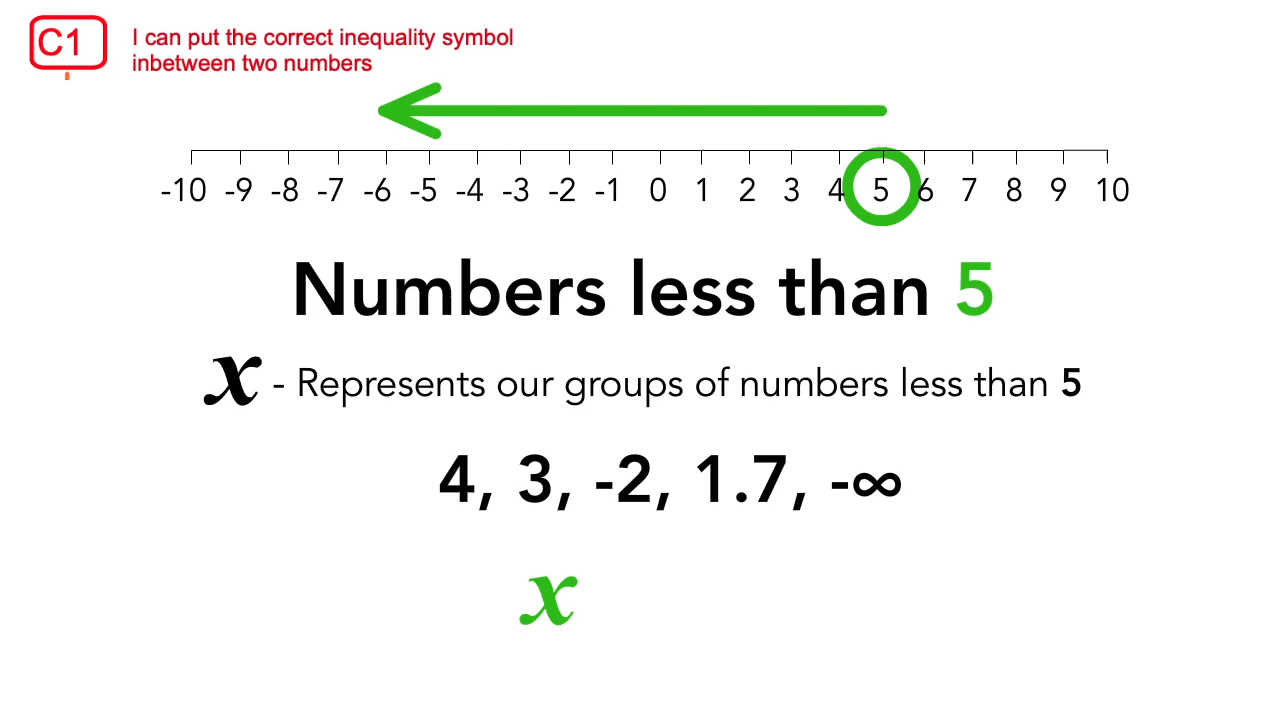 C1
I can put the correct inequality symbol
inbetween two numbers
-10 -9 -8 -7 -6 -5 -4 -3 -2 -1 0 1 2 3 4 5 6 7 8 9 10
Numbers less than 5
x - Represents our groups of numbers less than 5
4, 3, -2, 1.7, -∞
x